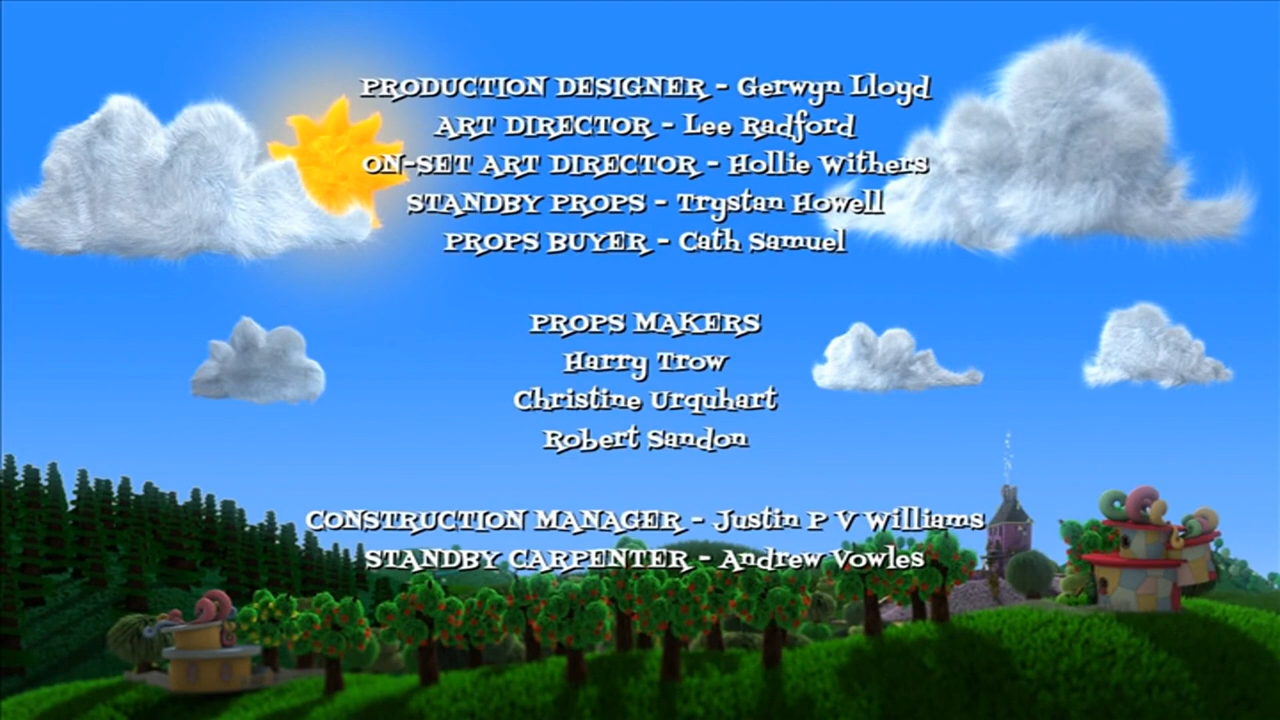 PRODUCTION DESIGNER - Gerwyn Lloyd
ART DIRECTOR - Lee Radford
ON-SET ART DIRECTOR - Hollie Withers
STANDBY PROPS - Trystan Howell
PROPS BUYER - Cath Samuel
PROPS MAKERS
Harry Trow
Christine Urquhart
Robert Sandon
CONSTRUCTION MANAGER - Justin P V Williams
STANDBY CARPENTER - Andrew Vowles